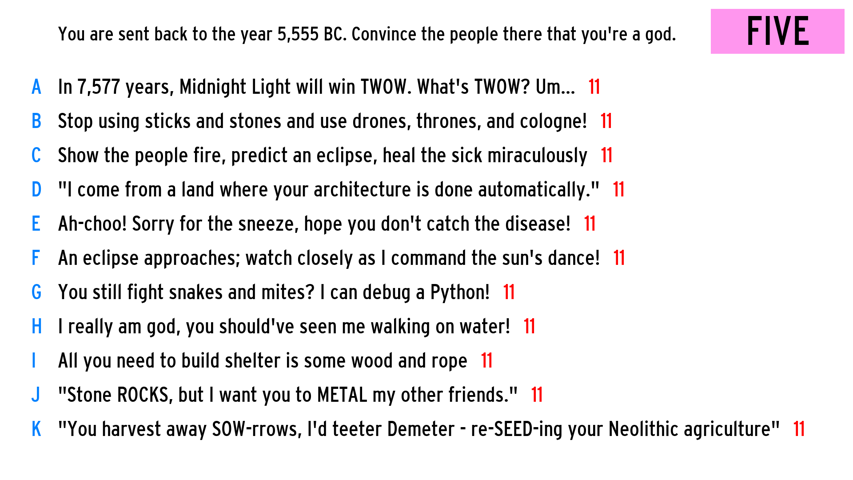 You are sent back to the year 5,555 BC. Convince the people there that you're a god.
FIVE
A In 7,577 years, Midnight Light will win TWOW. What's TWOW? Um... 11
B Stop using sticks and stones and use drones, thrones, and cologne! 11
C Show the people fire, predict an eclipse, heal the sick miraculously 11
D "I come from a land where your architecture is done automatically." 11
E Ah-choo! Sorry for the sneeze, hope you don't catch the disease! 11
F An eclipse approaches; watch closely as I command the sun's dance! 11
G You still fight snakes and mites? I can debug a Python! 11
H I really am god, you should've seen me walking on water! 11
I All you need to build shelter is some wood and rope 11
J "Stone ROCKS, but I want you to METAL my other friends." 11
K "You harvest away SOW-rrows, I'd teeter Demeter - re-SEED-ing your Neolithic agriculture" 11